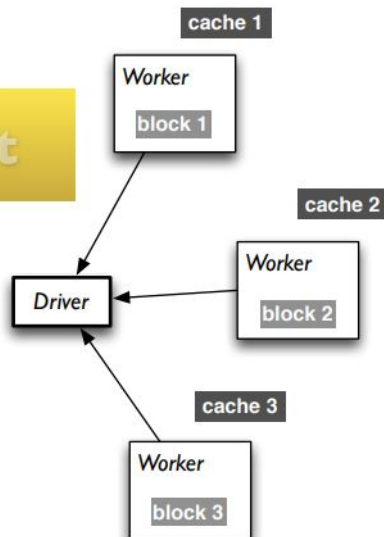 cache 1
Worker
block 1
t
cache 2
Worker
block 2
Driver
cache 3
Worker
block 3